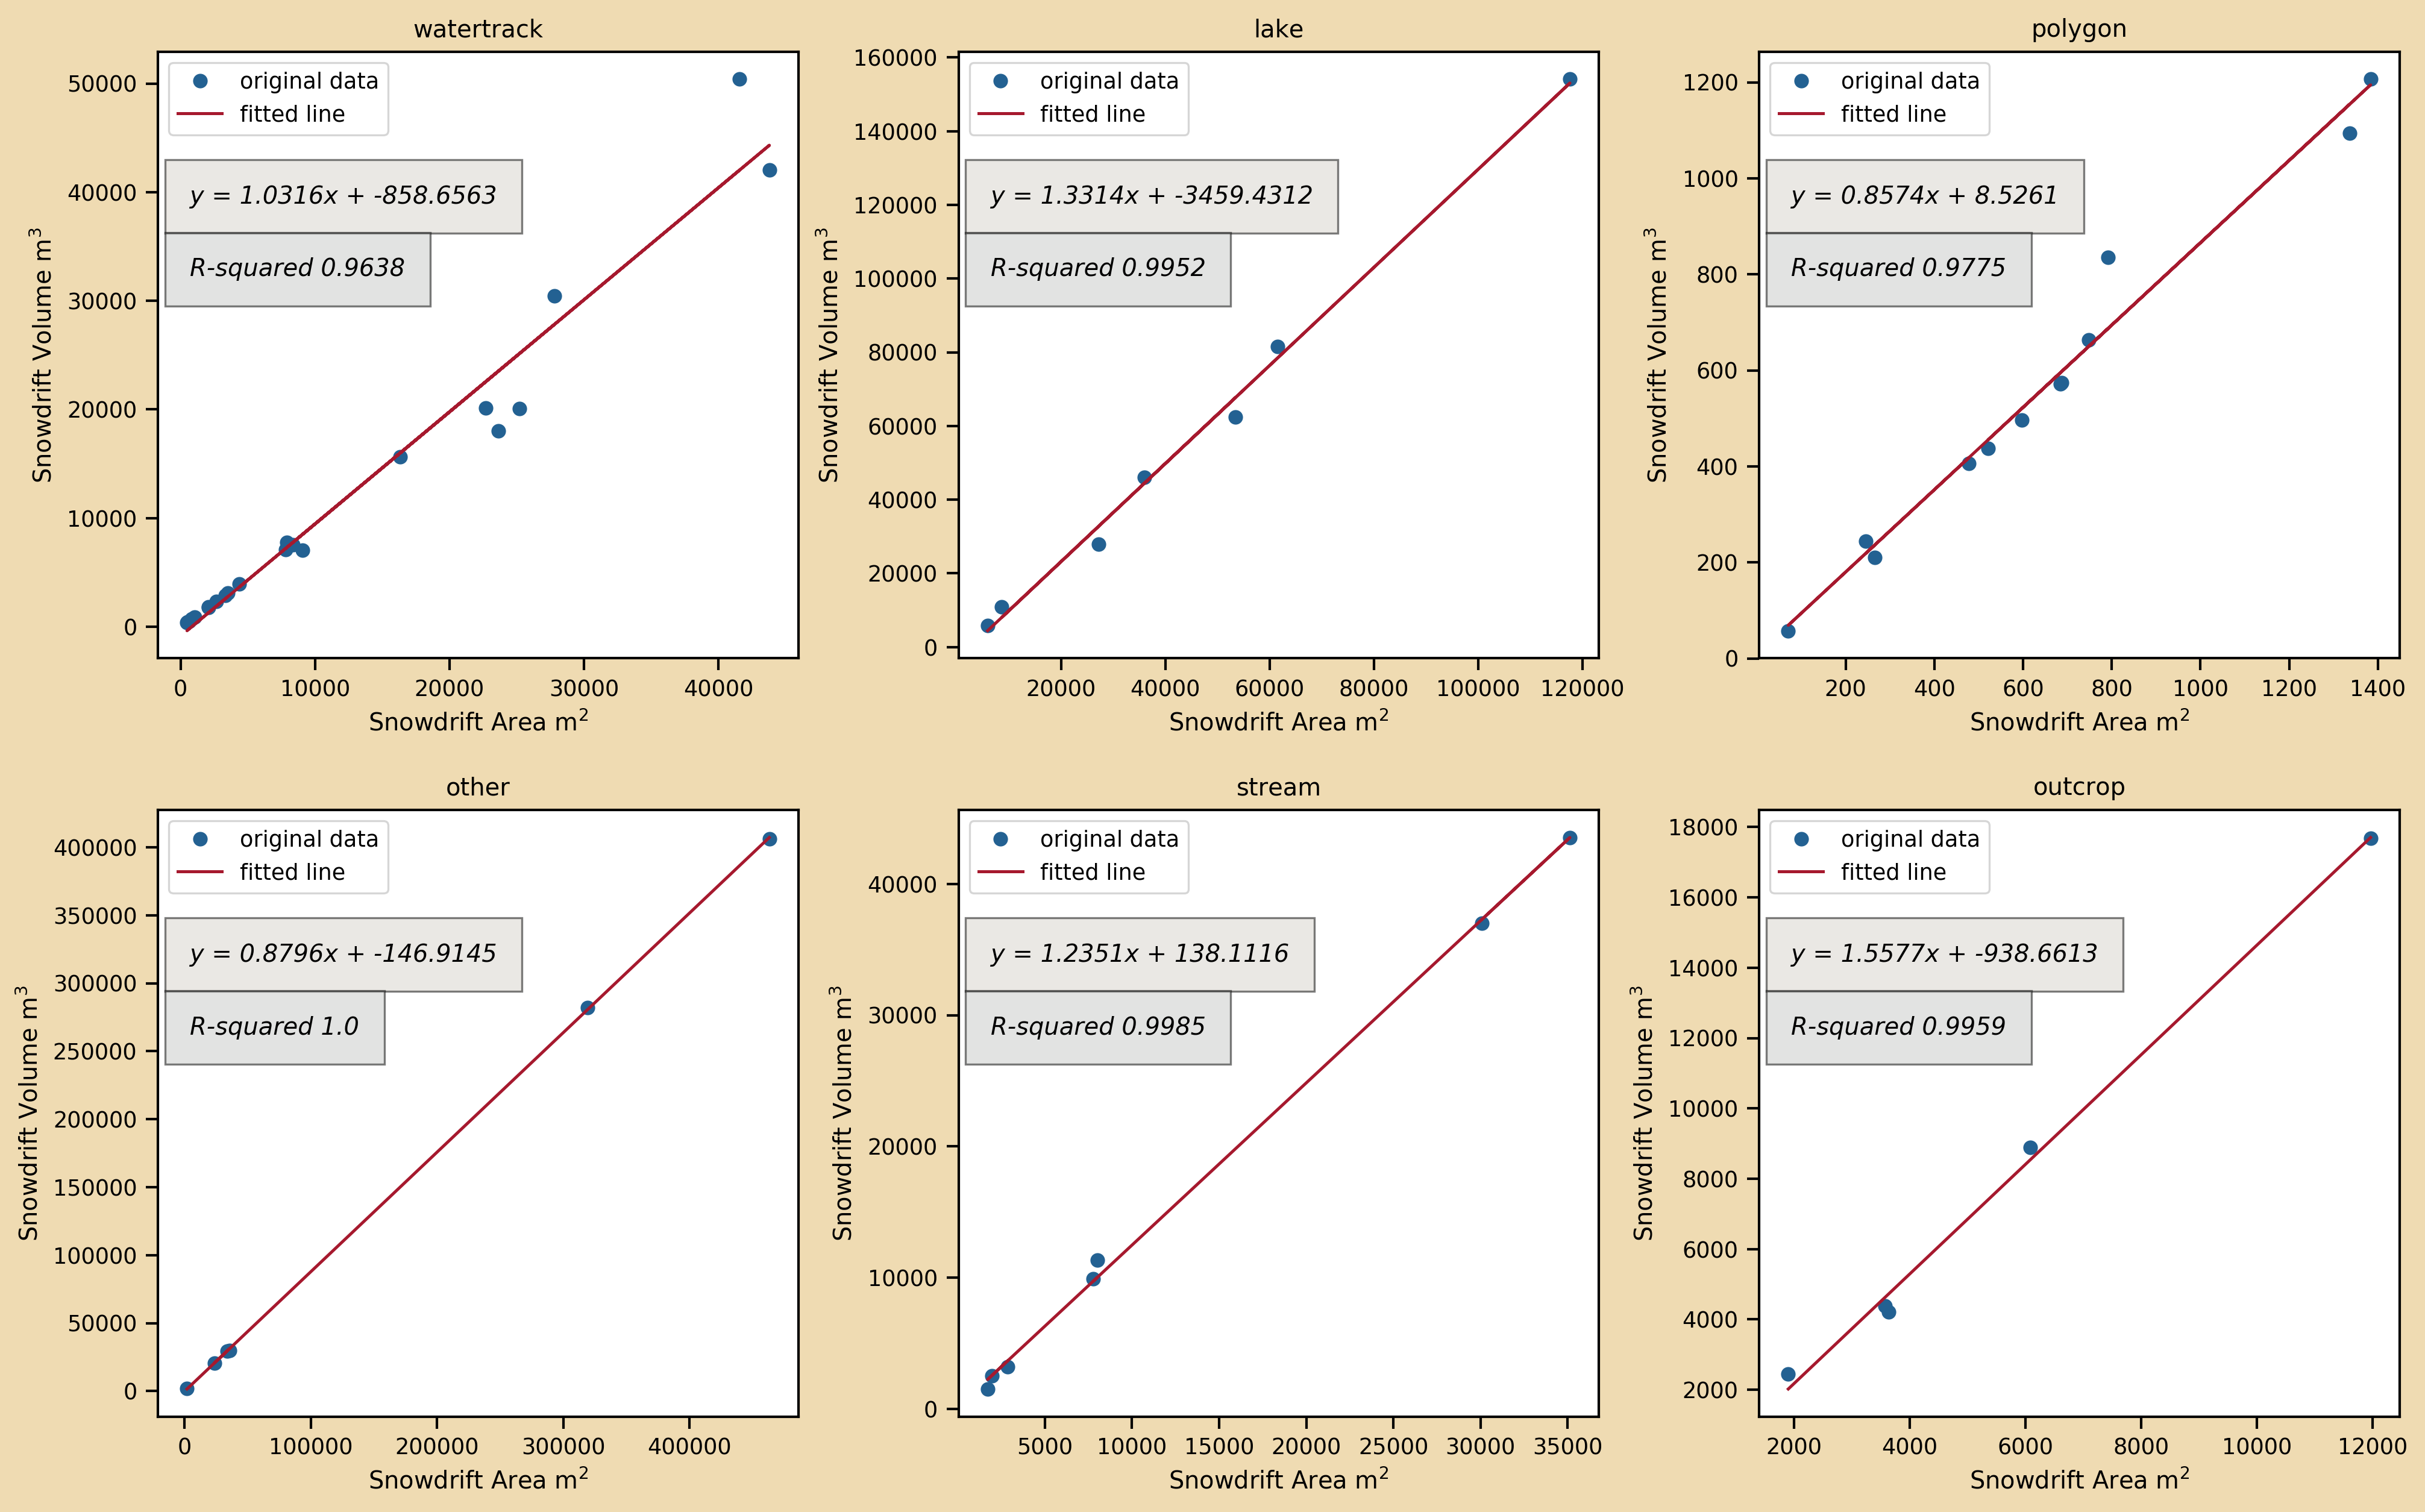 watertrack
original data
fitted line
y = 1.0316x + -858.6563
R-squared 0.9638
50000
40000
30000
20000
10000
0
Snowdrift Volume m³
0 10000 20000 30000 40000
Snowdrift Area m²
lake
original data
fitted line
y = 1.3314x + -3459.4312
R-squared 0.9952
160000
140000
120000
100000
80000
60000
40000
20000
0
Snowdrift Volume m³
20000 40000 60000 80000 100000 120000
Snowdrift Area m²
polygon
original data
fitted line
y = 0.8574x + 8.5261
R-squared 0.9775
1200
1000
800
600
400
200
0
Snowdrift Volume m³
200 400 600 800 1000 1200 1400
Snowdrift Area m²
other
original data
fitted line
y = 0.8796x + -146.9145
R-squared 1.0
400000
350000
300000
250000
200000
150000
100000
50000
0
Snowdrift Volume m³
0 100000 200000 300000 400000
Snowdrift Area m²
stream
original data
fitted line
y = 1.2351x + 138.1116
R-squared 0.9985
40000
30000
20000
10000
0
Snowdrift Volume m³
5000 10000 15000 20000 25000 30000 35000
Snowdrift Area m²
outcrop
original data
fitted line
y = 1.5577x + -938.6613
R-squared 0.9959
18000
16000
14000
12000
10000
8000
6000
4000
2000
Snowdrift Volume m³
2000 4000 6000 8000 10000 12000
Snowdrift Area m²